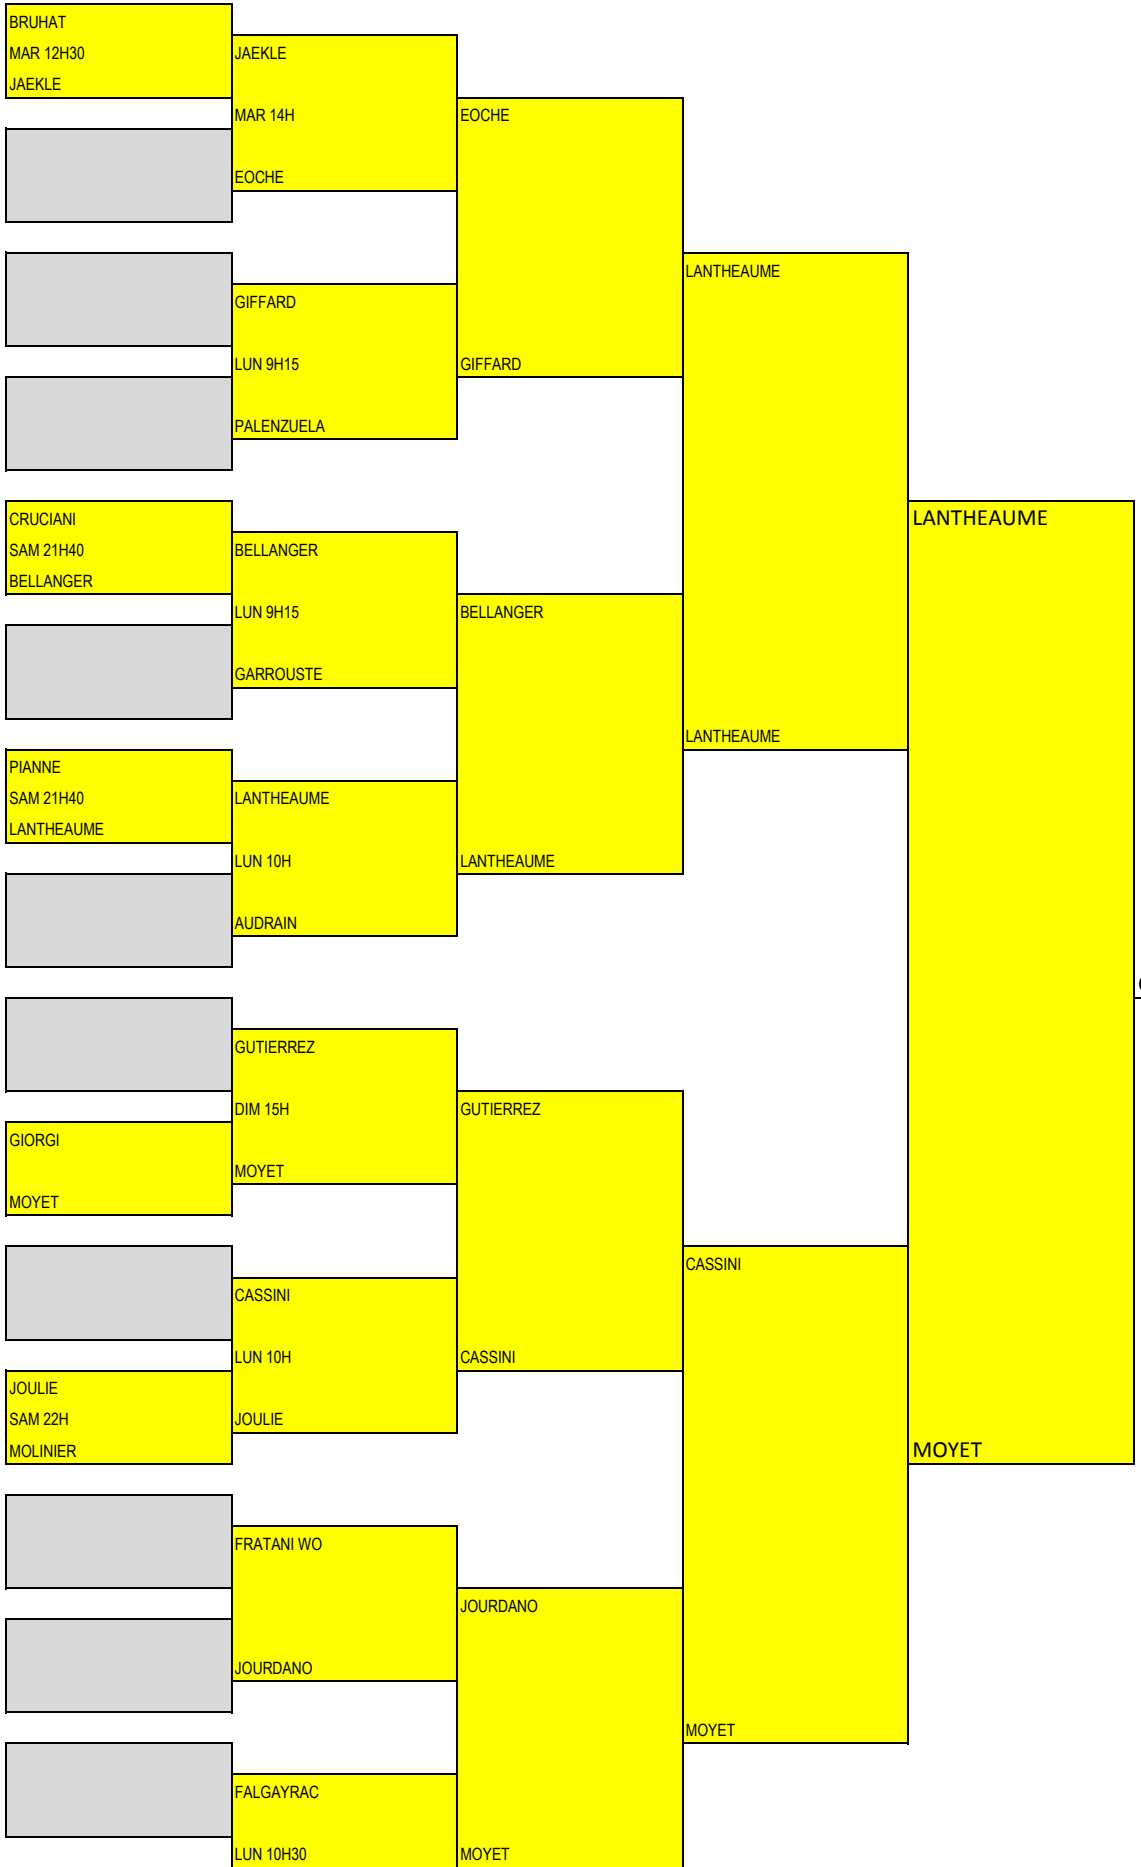 BRUHAT
MAR 12H30
JAEKLE
CRUCIANI
SAM 21H40
BELLANGER
PIANNE
SAM 21H40
LANTHEAUME
GIORGI
MOYET
JOULIE
SAM 22H
MOLINIER
JAEKLE
MAR 14H
EOCHE
GIFFARD
LUN 9H15
PALENZUELA
BELLANGER
LUN 9H15
GARROUSTE
LANTHEAUME
LUN 10H
AUDRAIN
GUTIERREZ
DIM 15H
MOYET
CASSINI
LUN 10H
JOULIE
FRATANI WO
JOURDANO
FALGAYRAC
LUN 10H30
EOCHE
GIFFARD
BELLANGER
LANTHEAUME
GUTIERREZ
CASSINI
JOURDANO
MOYET
LANTHEAUME
LANTHEAUME
CASSINI
MOYET
LANTHEAUME
MOYET